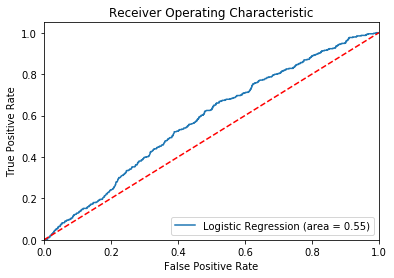 Receiver Operating Characteristic
True Positive Rate
1.0
0.8
0.6
0.4
0.2
0.0
Logistic Regression (area = 0.55)
0.0 0.2 0.4 0.6 0.8 1.0
False Positive Rate